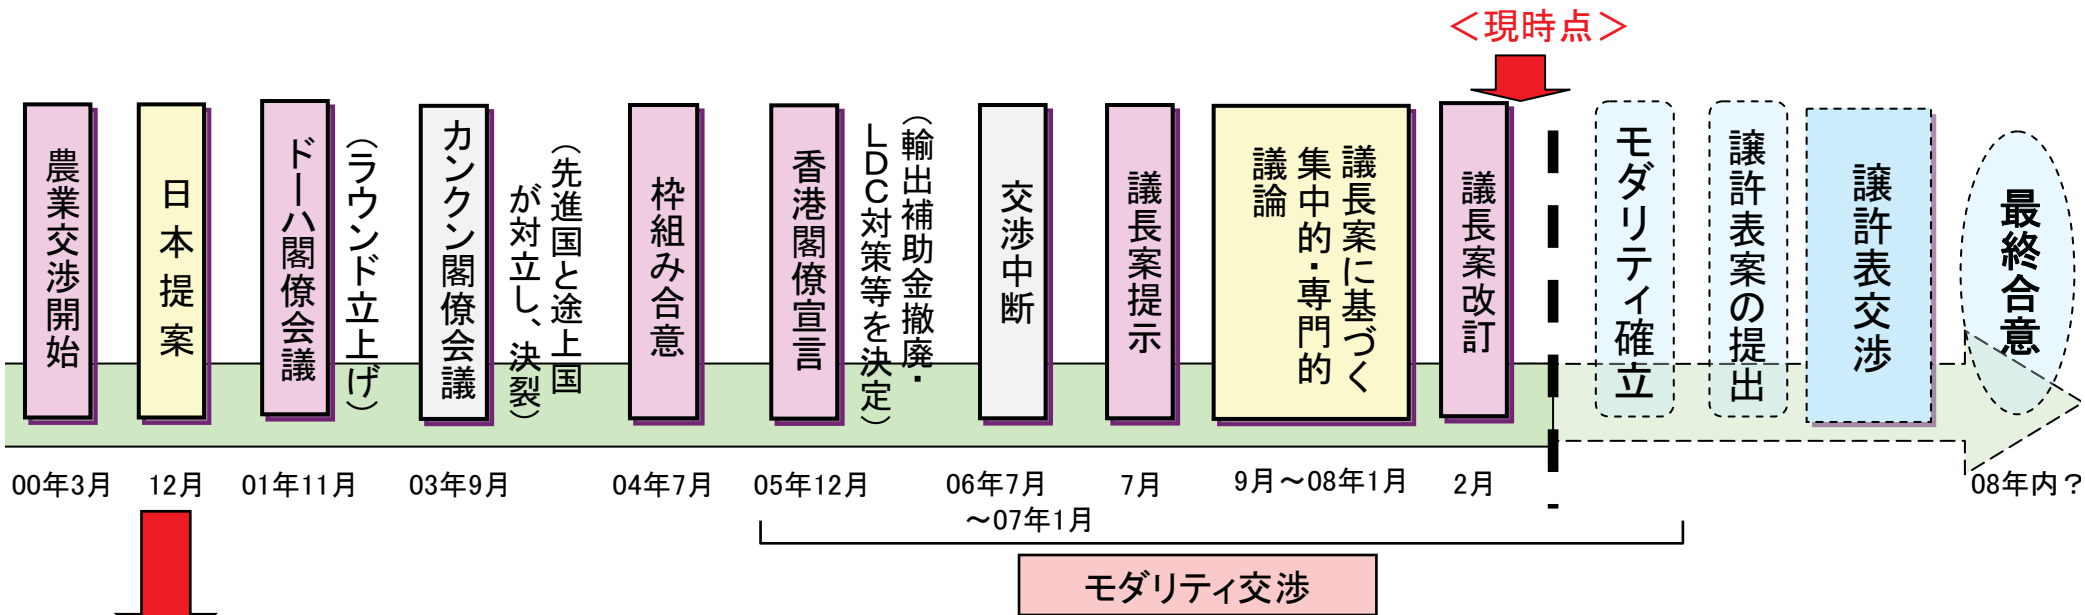 ＜現時点＞
農業交渉開始
日本提案
ドーハ閣僚会議
（ラウンド立上げ）
カンクン閣僚会議
（先進国と途上国
が対立し、決裂）
枠組み合意
香港閣僚宣言
（輸出補助金撤廃・
ＬＤＣ対策等を決定）
交渉中断
議長案提示
議長案に基づく
集中的・専門的
議論
議長案改訂
モダリティ確立
譲許表案の提出
譲許表交渉
最終合意
00年3月
12月
01年11月
03年9月
04年7月
05年12月
06年7月
～07年1月
7月
9月～08年1月
2月
08年内？
モダリティ交渉